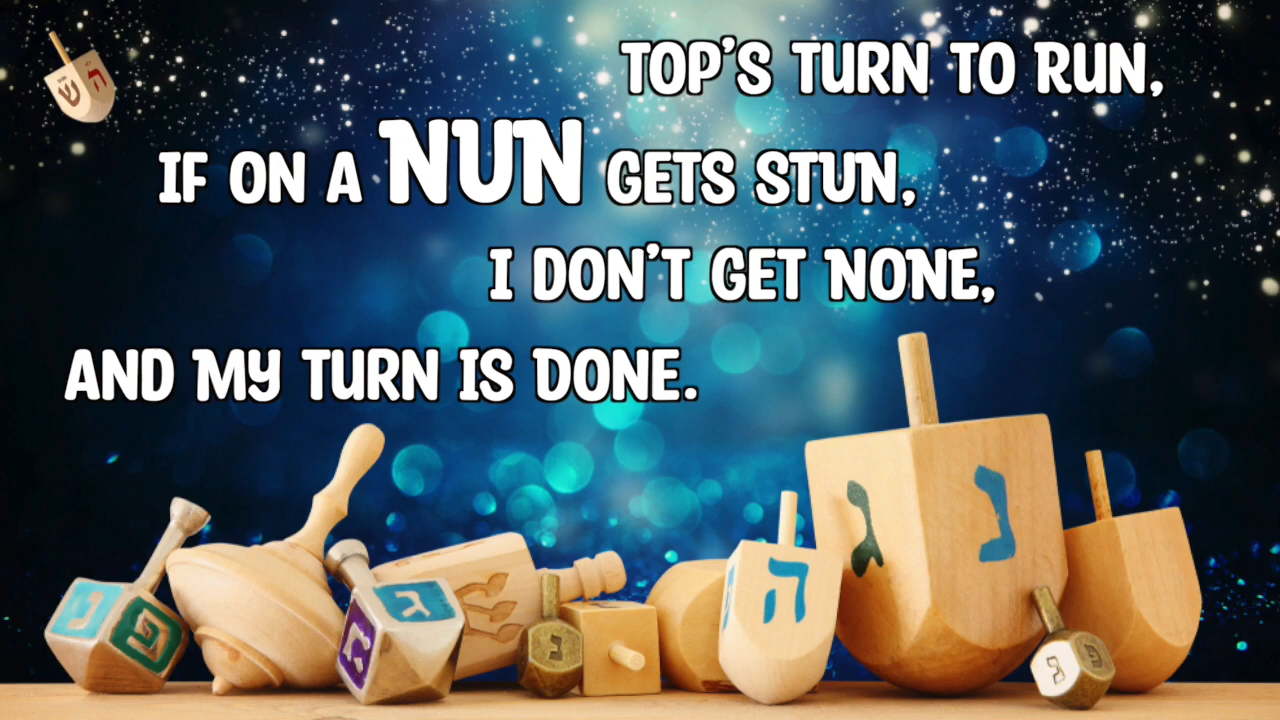 TOP'S TURN TO RUN,
IF ON A NUN GETS STUN,
I DON'T GET NONE,
AND MY TURN IS DONE.
ש ה
נ פ
ג
נ
ה
ג נ
נ